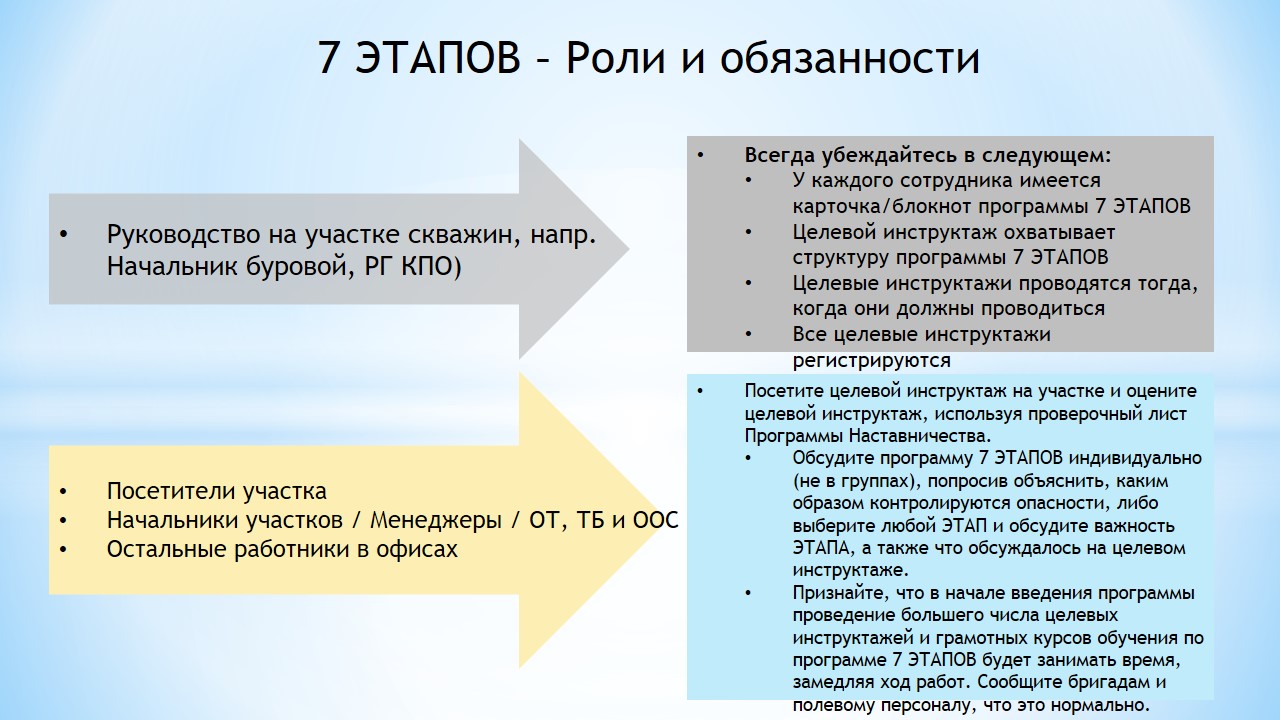 7 ЭТАПОВ – Роли и обязанности
• Руководство на участке скважин, напр.
Начальник буровой, РГ КПО)
• Всегда убеждайтесь в следующем:
• У каждого сотрудника имеется
карточка/блокнот программы 7 ЭТАПОВ
• Целевой инструктаж охватывает
структуру программы 7 ЭТАПОВ
• Целевые инструктажи проводятся тогда,
когда они должны проводиться
• Все целевые инструктажи
регистрируются
• Посетители участка
• Начальники участков / Менеджеры / ОТ, ТБ и ООС
• Остальные работники в офисах
• Посетите целевой инструктаж на участке и оцените
целевой инструктаж, используя проверочный лист
Программы Наставничества.
• Обсудите программу 7 ЭТАПОВ индивидуально
(не в группах), попросив объяснить, каким
образом контролируются опасности, либо
выберите любой ЭТАП и обсудите важность
ЭТАПА, а также что обсуждалось на целевом
инструктаже.
• Признайте, что в начале введения программы
проведение большего числа целевых
инструктажей и грамотных курсов обучения по
программе 7 ЭТАПОВ будет занимать время,
замедляя ход работ. Сообщите бригадам и
полевому персоналу, что это нормально.